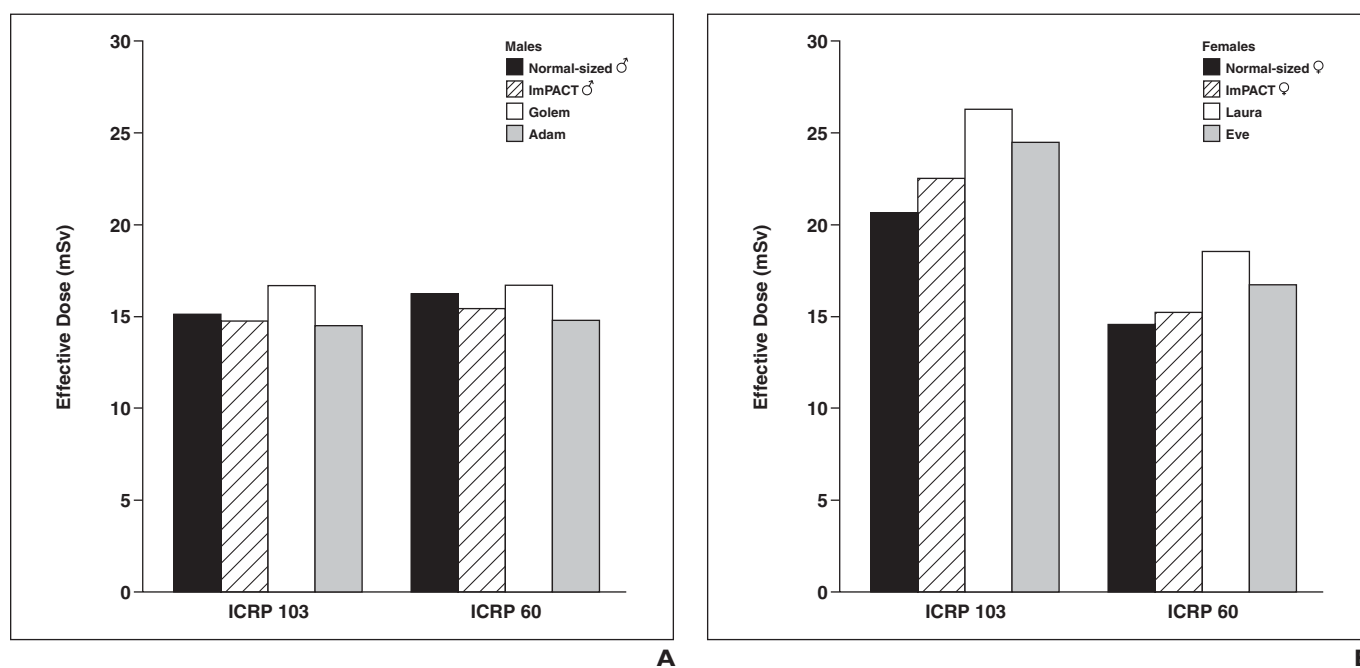 30
25
20
15
10
5
0
Effective Dose (mSv)
Males
Normal-sized ♂
ImPACT ♂
Golem
Adam
ICRP 103
ICRP 60
A
30
25
20
15
10
5
0
Effective Dose (mSv)
Females
Normal-sized ♀
ImPACT ♀
Laura
Eve
ICRP 103
ICRP 60